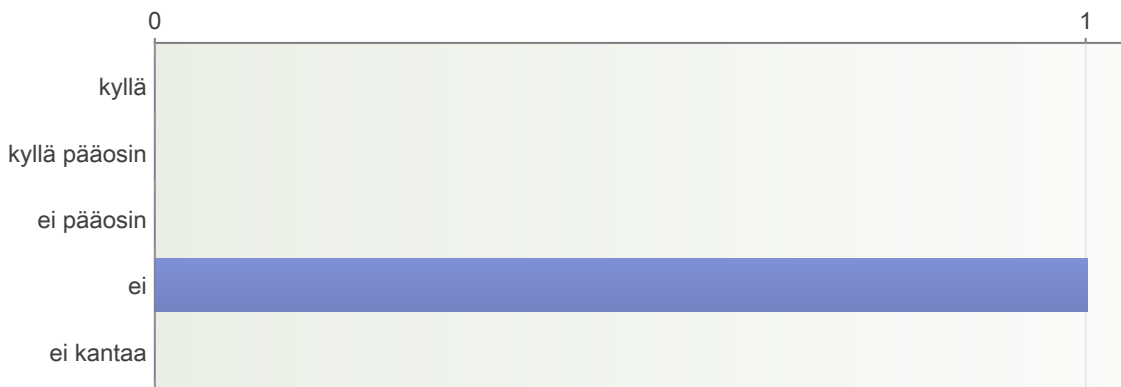 0 1
kyllä
kyllä pääosin
ei pääosin
ei
ei kantaa